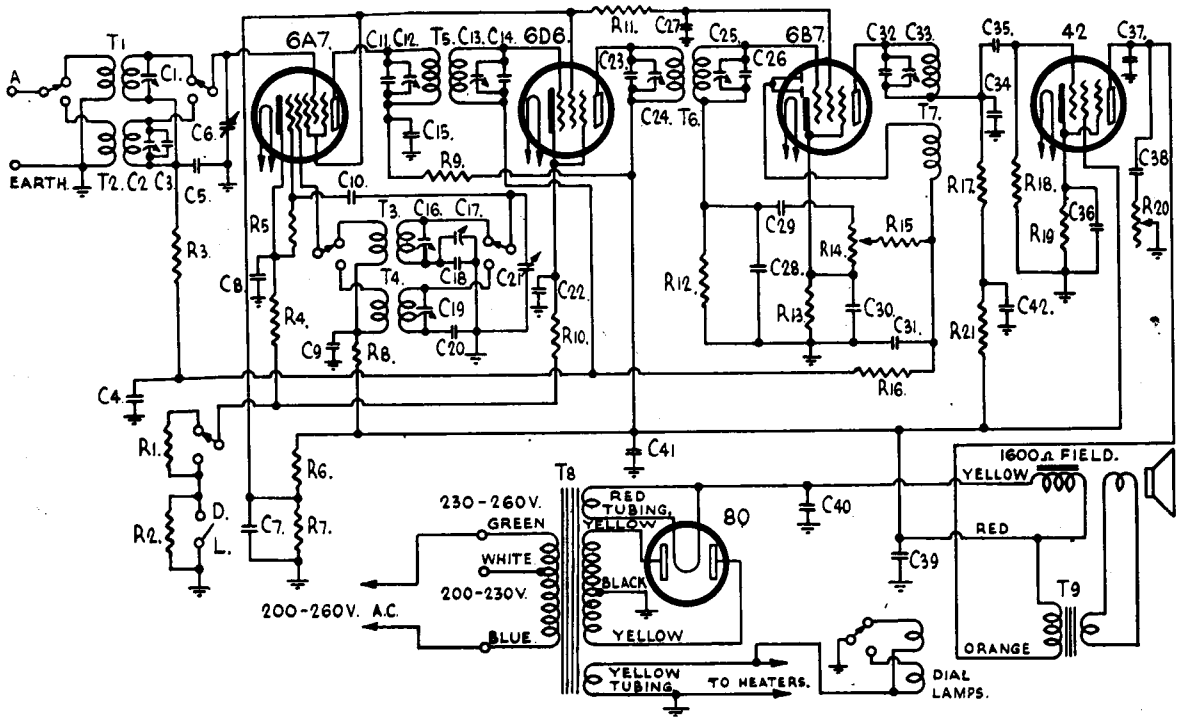 T1
A
C1.
C6.
EARTH.
T2. C2 C3.
C5.
R3.
C4.
6A7.
C11. C12. T5. C13. C14.
6D6.
R11.
C27
C23.
C24.
T6.
C25.
C26
6B7.
C32. C33.
C35.
C34
42
C37.
C15.
R9.
C10.
R5
C8.
R4.
T3. C16. C17.
C18
T4.
C19
C20.
C21
C22.
C9
R8.
R10.
T7.
R17.
R18.
C38
R20
C36
R19
C29
R14.
R15
R12.
C28.
R13
C30.
C31.
R16.
R21
C42.
R1.
R2.
D.
L.
R6.
C7.
R7.
C41
T8
230-260V.
GREEN
WHITE.
200-230V.
200-260V. A.C.
BLUE.
RED
TUBING.
YELLOW
BLACK
YELLOW
80
C40
YELLOW
1600Ω FIELD.
RED
C39
T9
ORANGE
YELLOW
TUBING.
TO HEATERS.
DIAL
LAMPS.